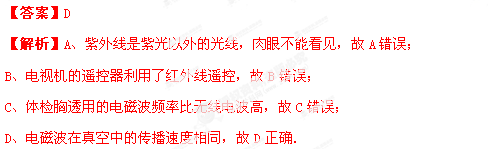 【答案】D
【解析】A、紫外线是紫光以外的光线，肉眼不能看见，故 A 错误；
B、电视机的遥控器利用了红外线遥控，故 B 错误；
C、体检胸透用的电磁波频率比无线电波高，故 C 错误；
D、电磁波在真空中的传播速度相同，故 D 正确．